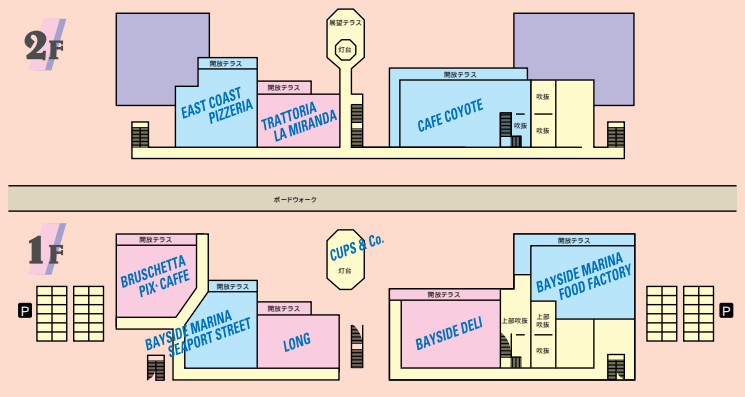 2F
展望テラス
灯台
開放テラス
EAST COAST
PIZZERIA
開放テラス
TRATTORIA
LA MIRANDA
開放テラス
CAFE COYOTE
吹抜
吹抜
吹抜
ボードウォーク
1F
開放テラス
BRUSCHETTA
PIX・CAFFE
CUPS & Co.
灯台
開放テラス
BAYSIDE MARINA
SEAPORT STREET
開放テラス
LONG
開放テラス
BAYSIDE DELI
上部吹抜
上部
吹抜
吹抜
開放テラス
BAYSIDE MARINA
FOOD FACTORY
P
P